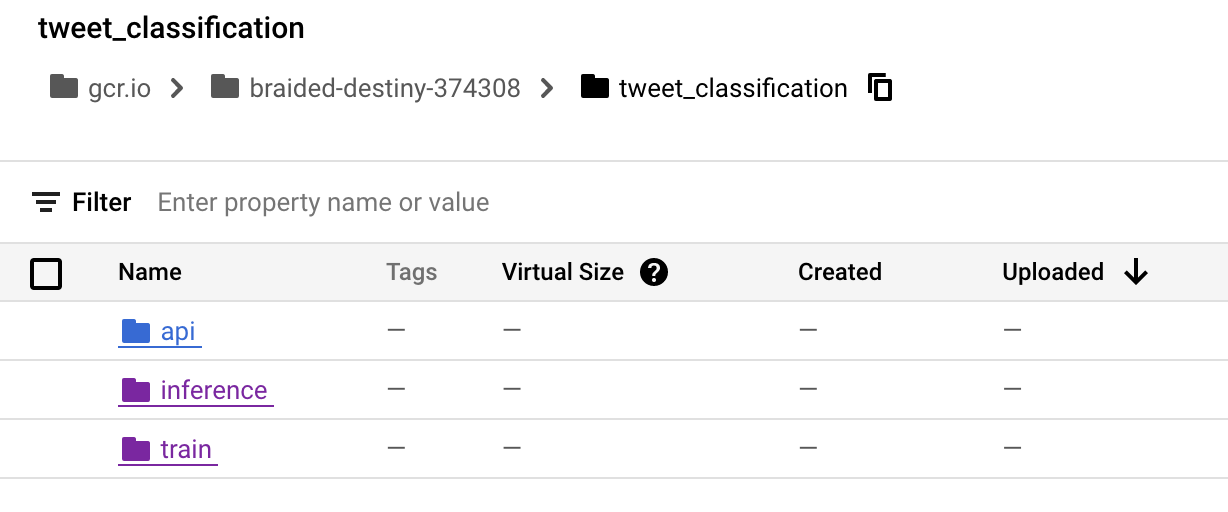 tweet_classification
gcr.io braided-destiny-374308 tweet_classification
Filter Enter property name or value
Name Tags Virtual Size ? Created Uploaded
api — — — —
inference — — — —
train — — — —